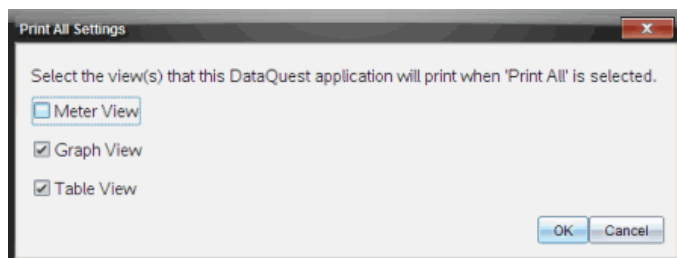 Print All Settings
x
Select the view(s) that this DataQuest application will print when 'Print All' is selected.
Meter View
Graph View
Table View
OK Cancel